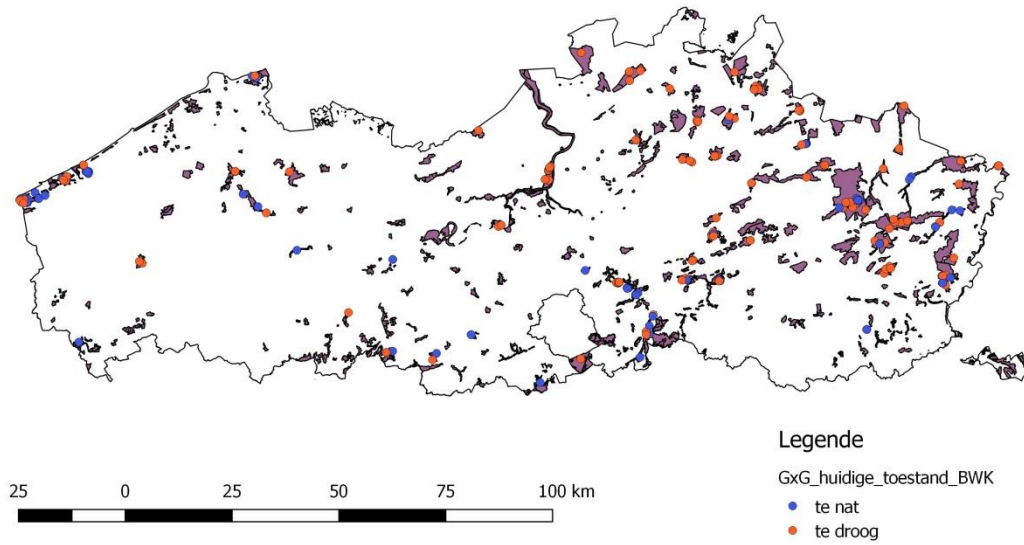 Legende
GxG_huidige_toestand_BWK
te nat
te droog
25 0 25 50 75 100 km